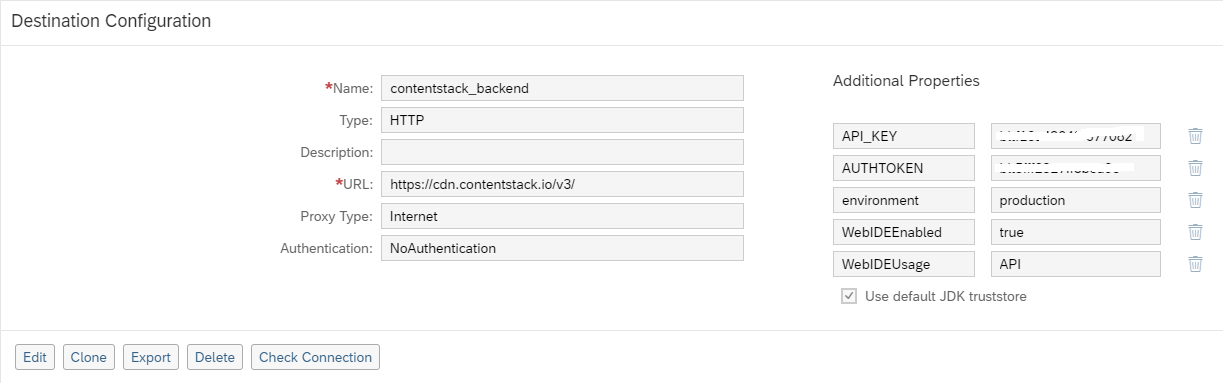 Destination Configuration
*Name: contentstack_backend
Type: HTTP
Description:
*URL: https://cdn.contentstack.io/v3/
Proxy Type: Internet
Authentication: NoAuthentication
Additional Properties
API_KEY
AUTHTOKEN
environment production
WebIDEEnabled true
WebIDEUsage API
Use default JDK truststore
Edit Clone Export Delete Check Connection